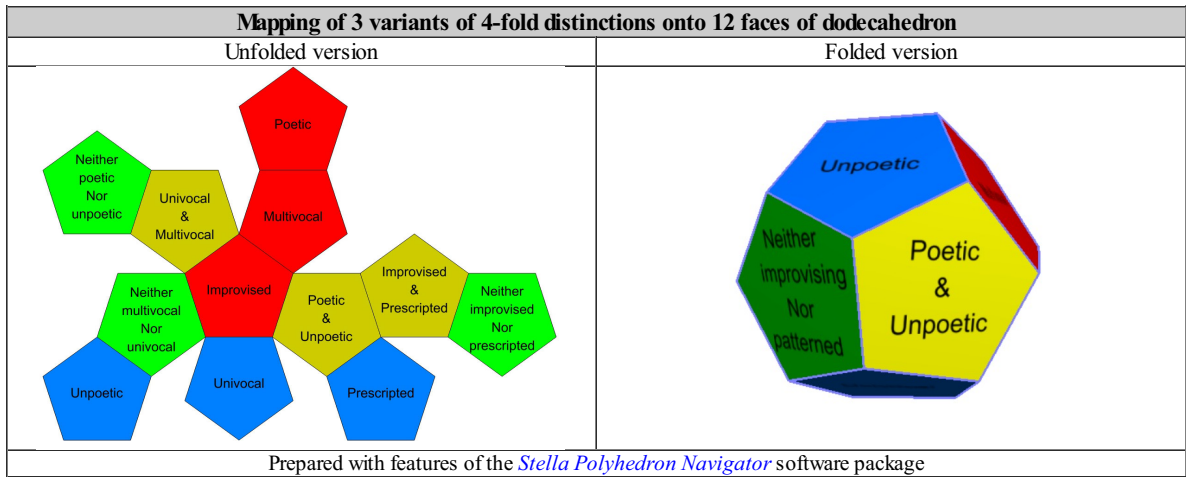 Mapping of 3 variants of 4-fold distinctions onto 12 faces of dodecahedron
Unfolded version
Folded version
Poetic
Neither
poetic
Nor
unpoetic
Univocal
&
Multivocal
Multivocal
Neither
multivocal
Nor
univocal
Improvised
Poetic
&
Unpoetic
Improvised
&
Prescripted
Neither
improvised
Nor
prescripted
Unpoetic
Univocal
Prescripted
Unpoetic
Neither
improvising
Nor
patterned
Poetic
&
Unpoetic
Prepared with features of the Stella Polyhedron Navigator software package